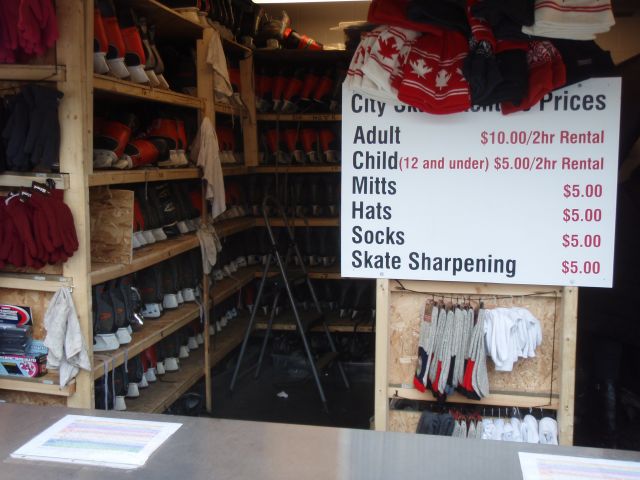 City Prices
Adult $10.00/2hr Rental
Child (12 and under) $5.00/2hr Rental
Mitts $5.00
Hats $5.00
Socks $5.00
Skate Sharpening $5.00